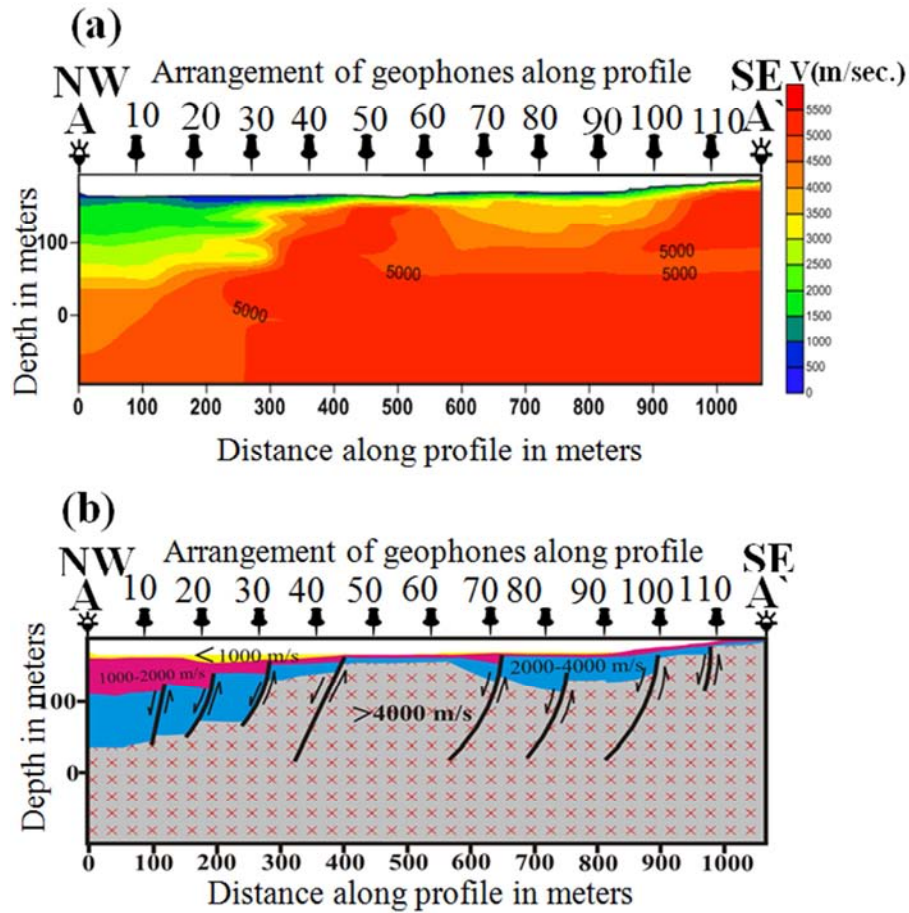 (a)
Arrangement of geophones along profile
NW SE V(m/sec.)
A 10 20 30 40 50 60 70 80 90 100 110 A`
5500
5000
4500
4000
3500
3000
2500
2000
1500
1000
500
0
Depth in meters
100
0
5000
5000
5000
5000
0 100 200 300 400 500 600 700 800 900 1000
Distance along profile in meters
(b)
Arrangement of geophones along profile
NW SE
A 10 20 30 40 50 60 70 80 90 100 110 A`
Depth in meters
100
0
<1000 m/s
1000-2000 m/s
2000-4000 m/s
>4000 m/s
0 100 200 300 400 500 600 700 800 900 1000
Distance along profile in meters